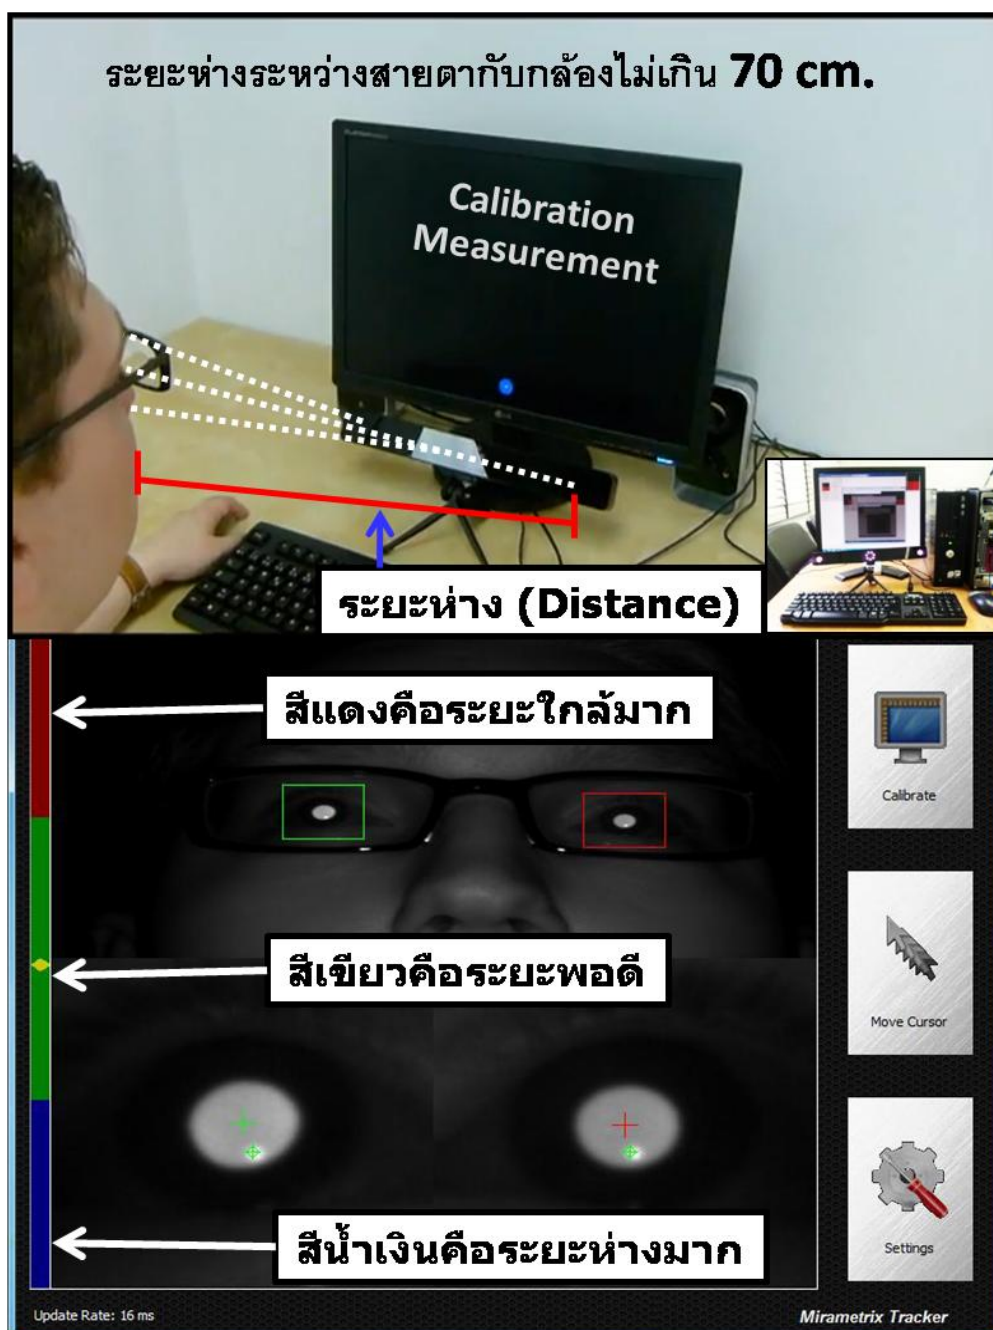 ระยะห่างระหว่างสายตากับกล้องไม่เกิน 70 cm.
Calibration
Measurement
ระยะห่าง (Distance)
สีแดงคือระยะใกล้มาก
Calibrate
สีเขียวคือระยะพอดี
Move Cursor
สีน้ำเงินคือระยะห่างมาก
Settings
Update Rate: 16 ms
Mirametrix Tracker